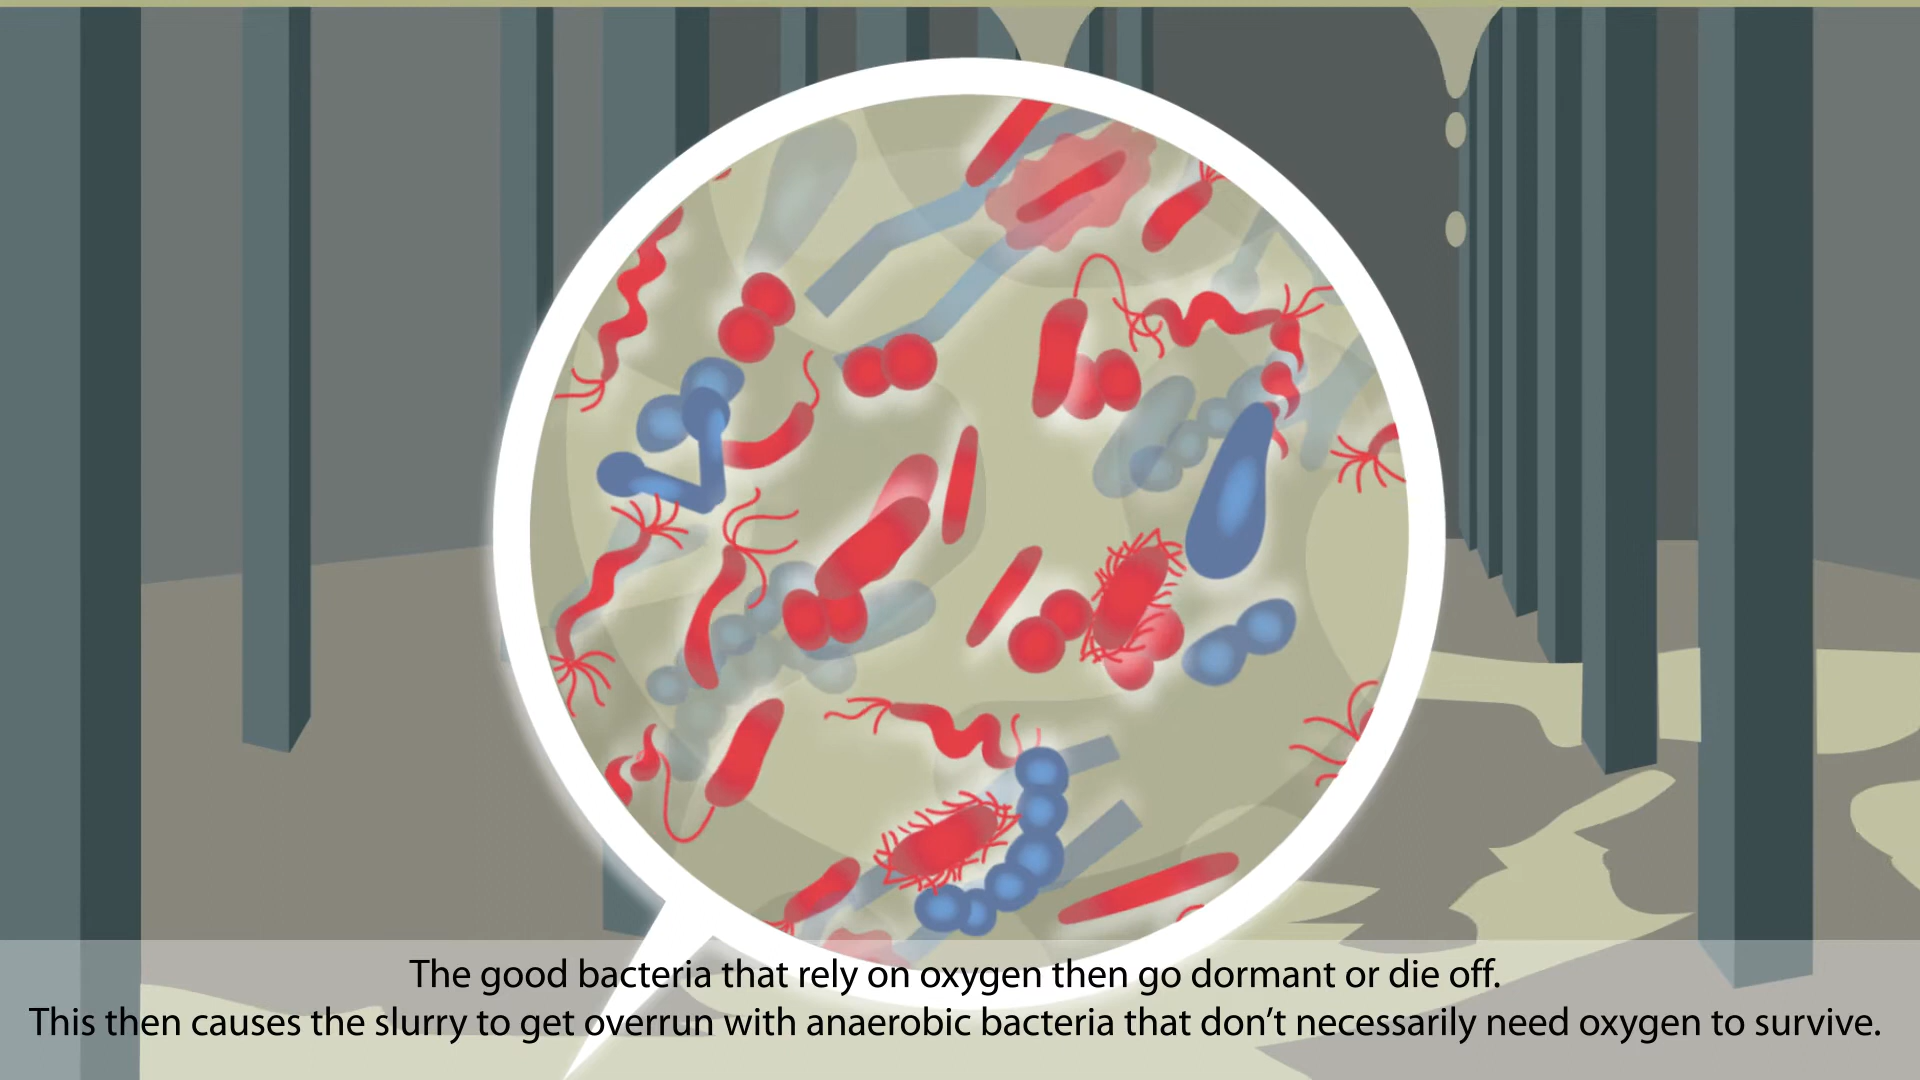 The good bacteria that rely on oxygen then go dormant or die off.
This then causes the slurry to get overrun with anaerobic bacteria that don’t necessarily need oxygen to survive.